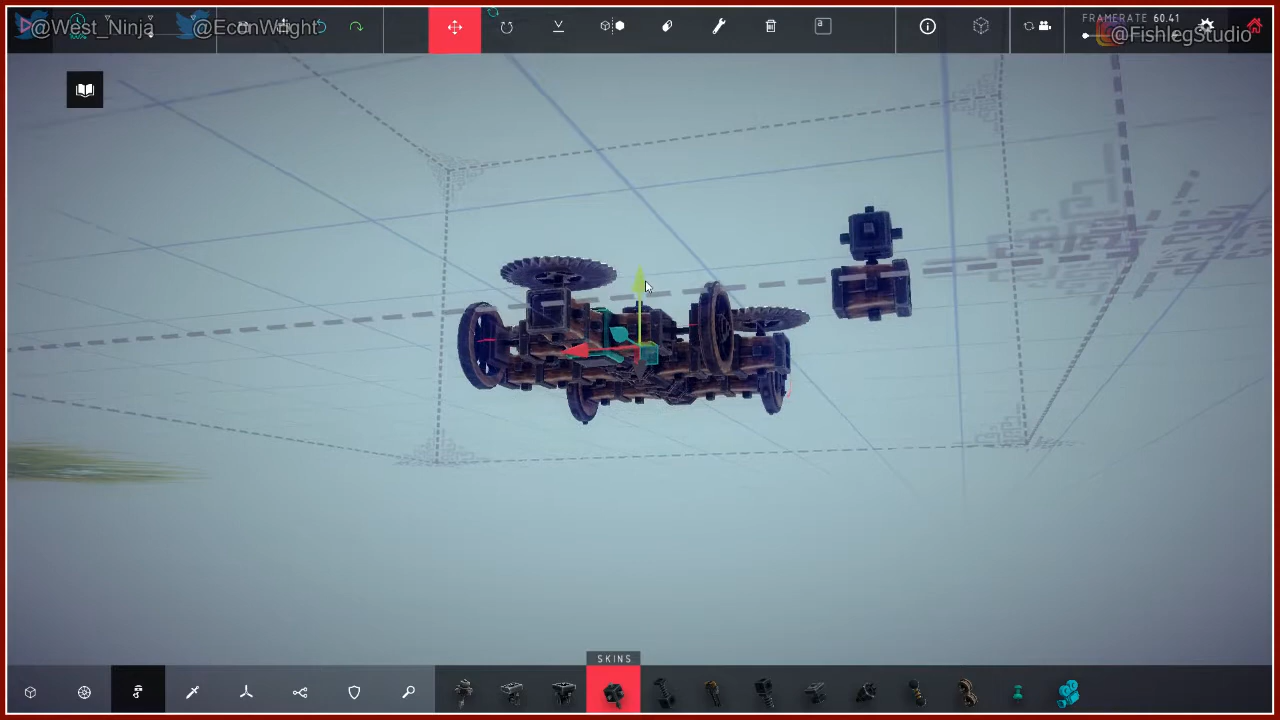 @West_Ninja
@EconWright
FRAMERATE 60.41
@FishlegStudio
SKINS